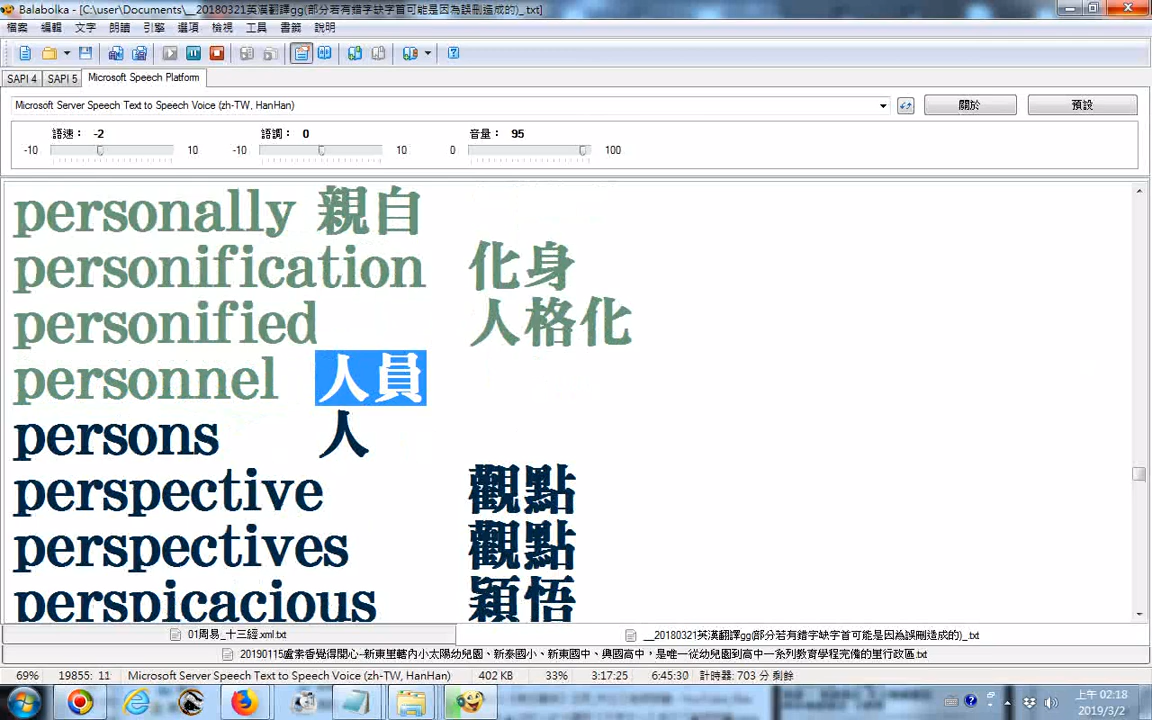 Balabolka - [C:\user\Documents\__20180321英漢翻譯gg(部分若有錯字缺字首可能是因為誤刪造成的)_.txt]
檔案 編輯 文字 朗讀 引擎 選項 檢視 工具 書籤 說明
SAPI 4 SAPI 5 Microsoft Speech Platform
Microsoft Server Speech Text to Speech Voice (zh-TW, HanHan) 關於 預設
語速： -2 語調： 0 音量： 95
-10 10 -10 10 0 100
personally 親自
personification 化身
personified 人格化
personnel 人員
persons 人
perspective 觀點
perspectives 觀點
perspicacious 穎悟
01周易_十三經.xml.txt __20180321英漢翻譯gg(部分若有錯字缺字首可能是因為誤刪造成的)_.txt
20190115盧素香覺得開心-新東里轄內小太陽幼兒園、新泰國小、新東國中、興國高中，是唯一從幼兒園到高中一系列教育學程完備的里行政區.txt
69% 19855: 11 Microsoft Server Speech Text to Speech Voice (zh-TW, HanHan) 402 KB 33% 3:17:25 6:45:30 計時器: 703 分 剩餘
上午 02:18
2019/3/2